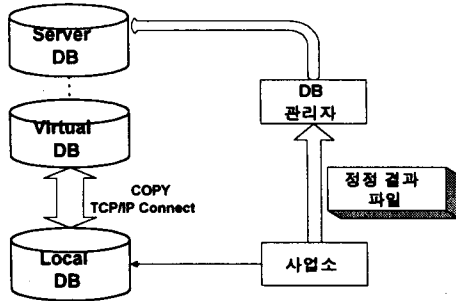 Server
DB
DB
관리자
Virtual
DB
정정 결과
파일
COPY
TCP/IP Connect
Local
DB
사업소